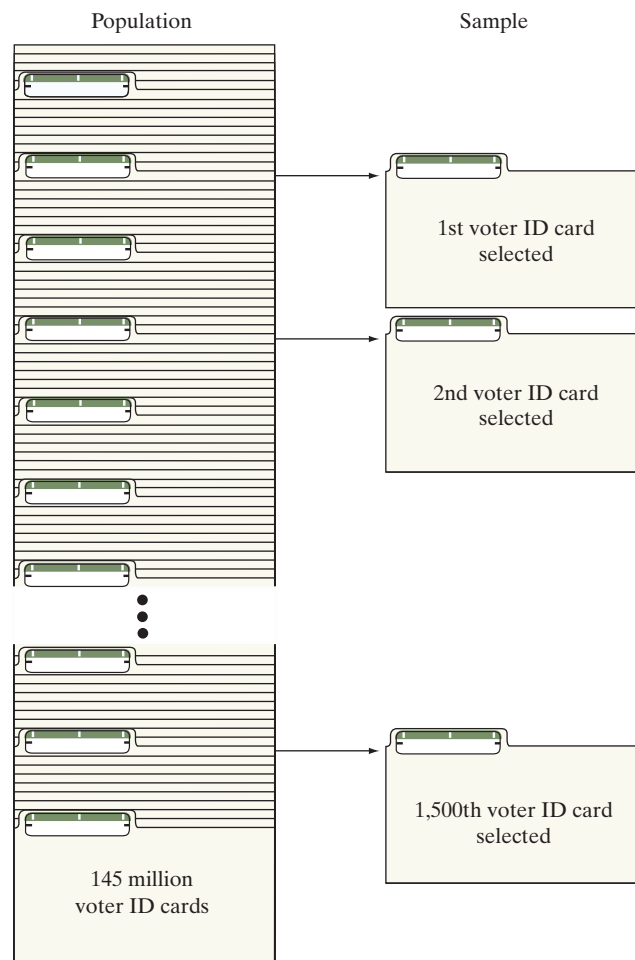 Population
Sample
1st voter ID card
selected
2nd voter ID card
selected
1,500th voter ID card
selected
145 million
voter ID cards